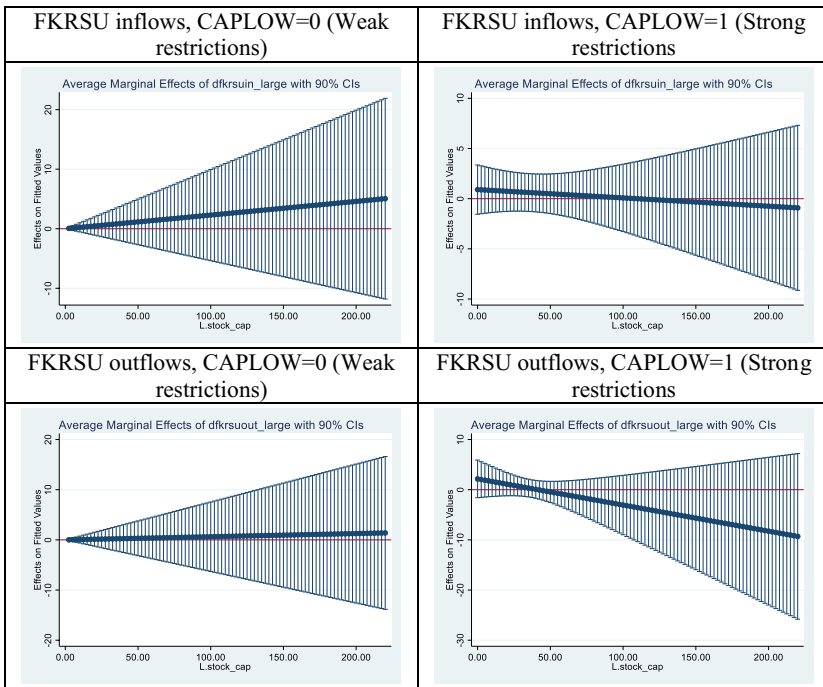 FKRSU inflows, CAPLOW=0 (Weak
restrictions)
FKRSU inflows, CAPLOW=1 (Strong
restrictions
Average Marginal Effects of dfkrsuin_large with 90% CIs
Effects on Fitted Values
20
10
0
-10
0.00 50.00 100.00 150.00 200.00
L.stock_cap
Average Marginal Effects of dfkrsuin_large with 90% CIs
Effects on Fitted Values
10
5
0
-5
-10
0.00 50.00 100.00 150.00 200.00
L.stock_cap
FKRSU outflows, CAPLOW=0 (Weak
restrictions)
FKRSU outflows, CAPLOW=1 (Strong
restrictions
Average Marginal Effects of dfkrsuout_large with 90% CIs
Effects on Fitted Values
20
10
0
-10
-20
0.00 50.00 100.00 150.00 200.00
L.stock_cap
Average Marginal Effects of dfkrsuout_large with 90% CIs
Effects on Fitted Values
10
0
-10
-20
-30
0.00 50.00 100.00 150.00 200.00
L.stock_cap